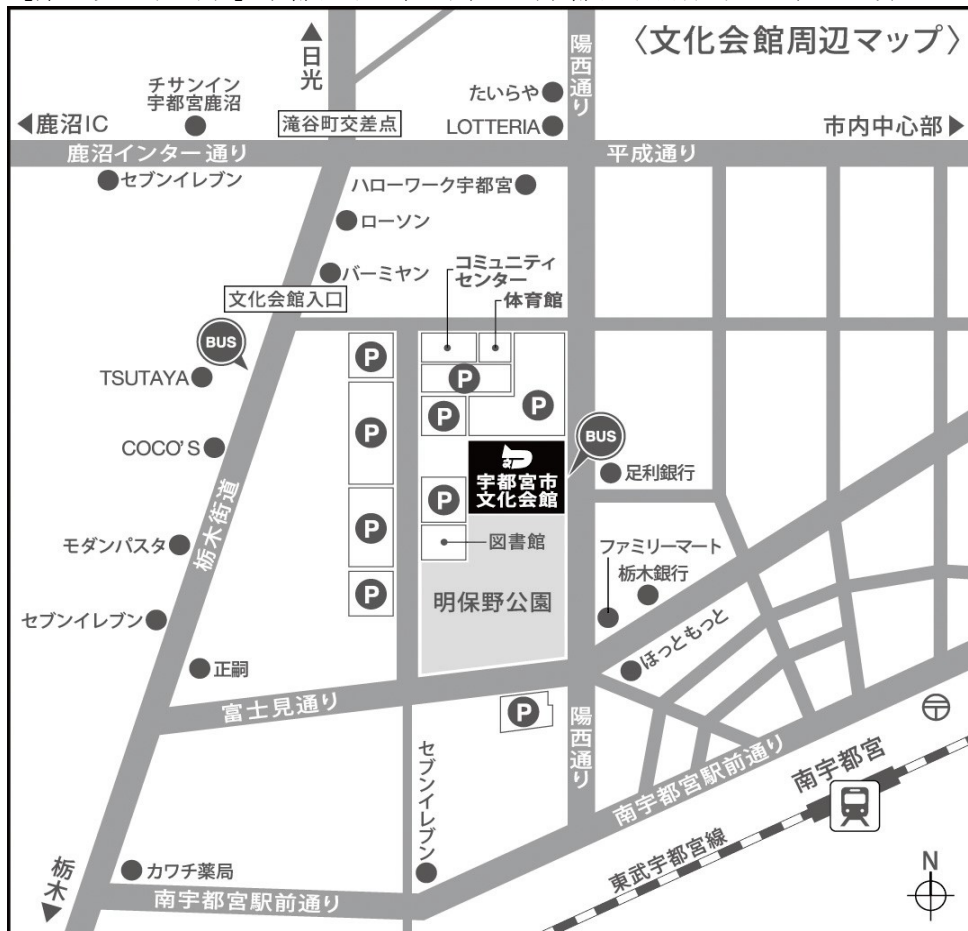 〈文化会館周辺マップ〉
▲日光
陽西通り
チサンイン
宇都宮鹿沼
たいらや
◀鹿沼IC
滝谷町交差点
LOTTERIA
市内中心部▶
鹿沼インター通り
平成通り
セブンイレブン
ハローワーク宇都宮
ローソン
バーミヤン
コミュニティ
センター
体育館
文化会館入口
BUS
P
P
TSUTAYA
P
P
P
BUS
COCO'S
宇都宮市
文化会館
足利銀行
P
栃木街道
P
モダンパスタ
図書館
ファミリーマート
栃木銀行
P
明保野公園
セブンイレブン
ほっともっと
正嗣
富士見通り
P
陽西通り
〒
セブンイレブン
南宇都宮駅前通り
南宇都宮
東武宇都宮線
カワチ薬局
栃木
南宇都宮駅前通り
N